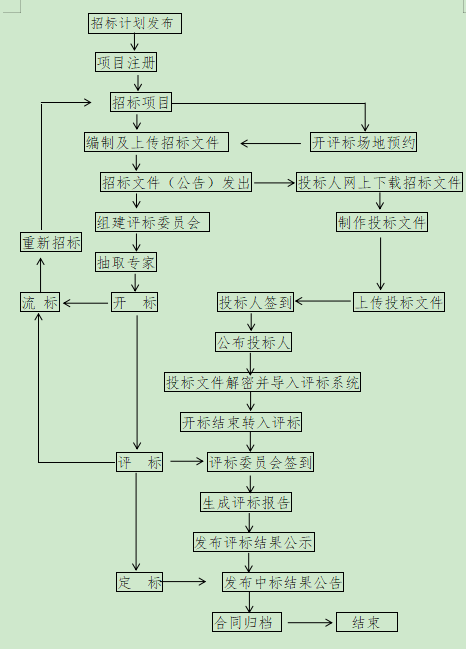 招标计划发布
项目注册
招标项目
编制及上传招标文件
开评标场地预约
招标文件（公告）发出
投标人网上下载招标文件
组建评标委员会
制作投标文件
重新招标
抽取专家
流 标
开 标
投标人签到
上传投标文件
公布投标人
投标文件解密并导入评标系统
开标结束转入评标
评 标
评标委员会签到
生成评标报告
发布评标结果公示
定 标
发布中标结果公告
合同归档
结束